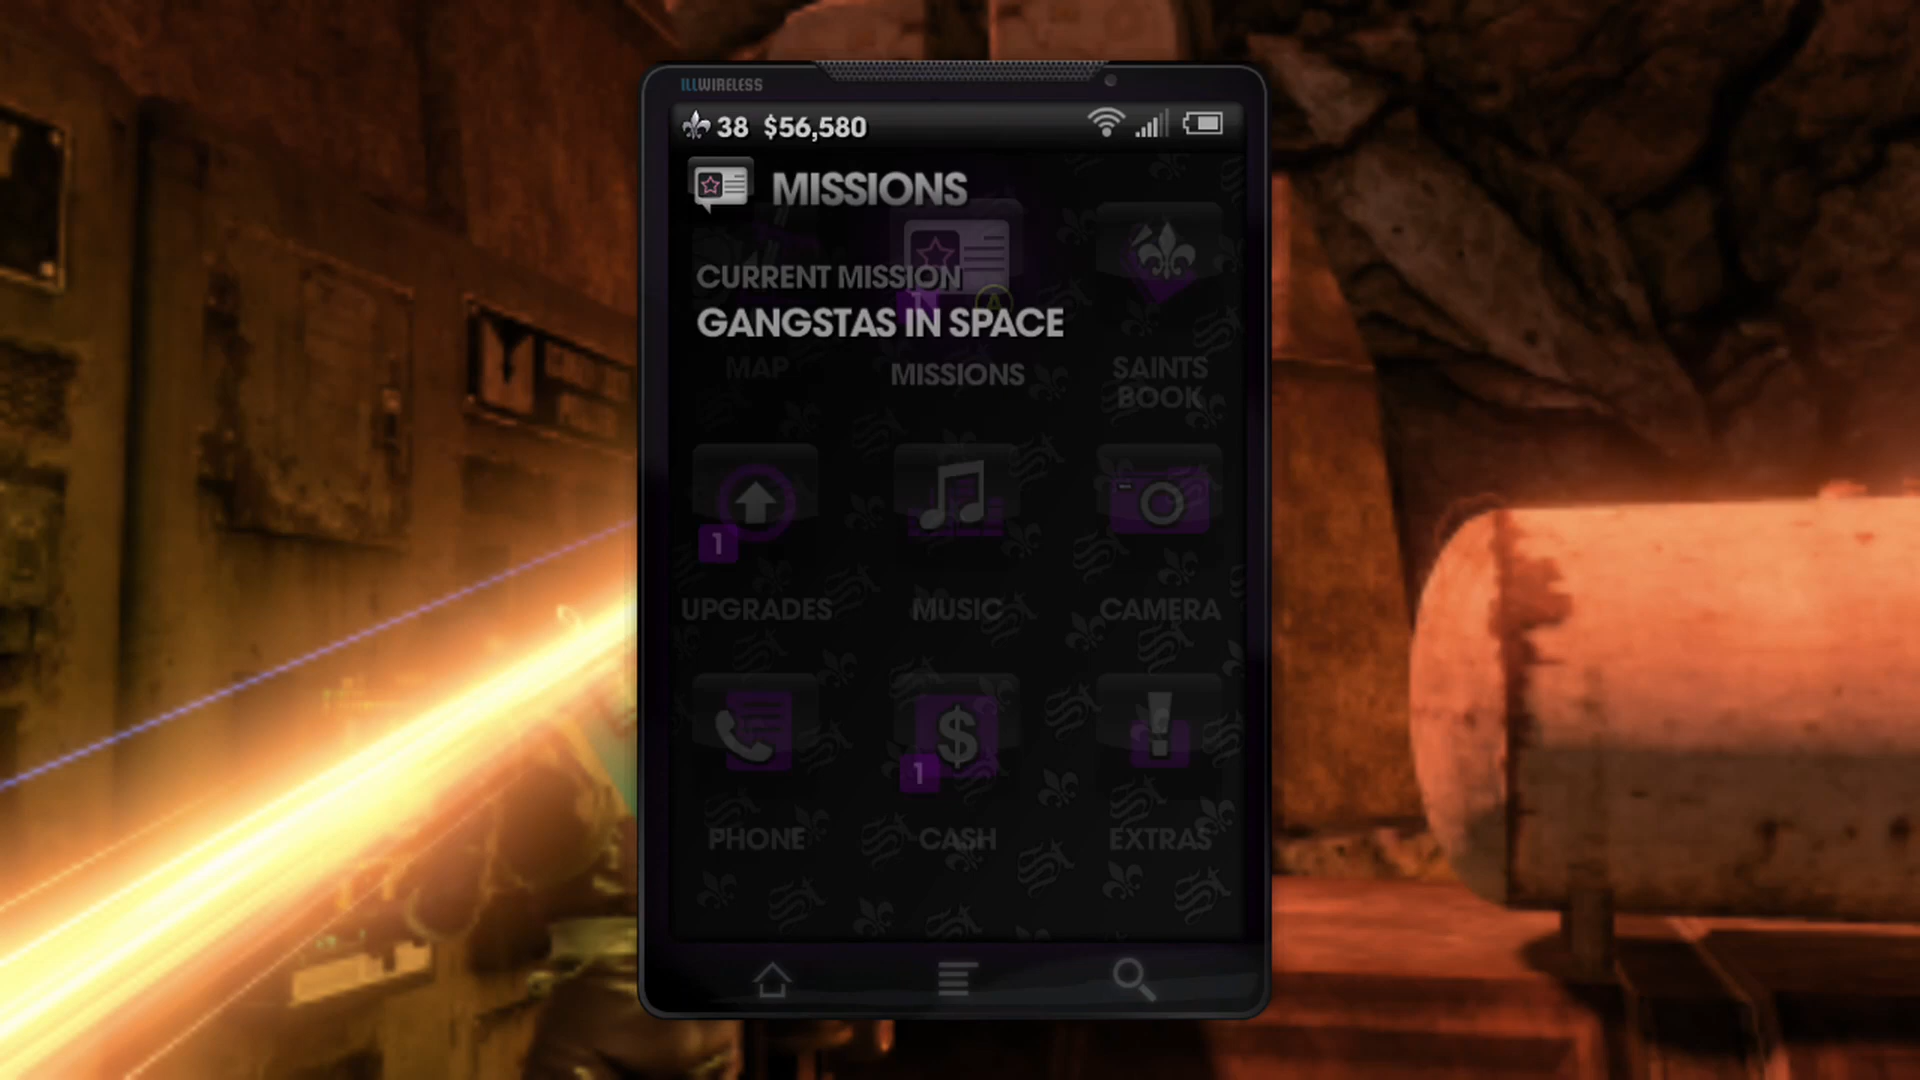 ILLWIRELESS
38 $56,580
MISSIONS
CURRENT MISSION
GANGSTAS IN SPACE
1
A
MAP
MISSIONS
SAINTS
BOOK
1
UPGRADES
MUSIC
CAMERA
$
1
!
PHONE
CASH
EXTRAS